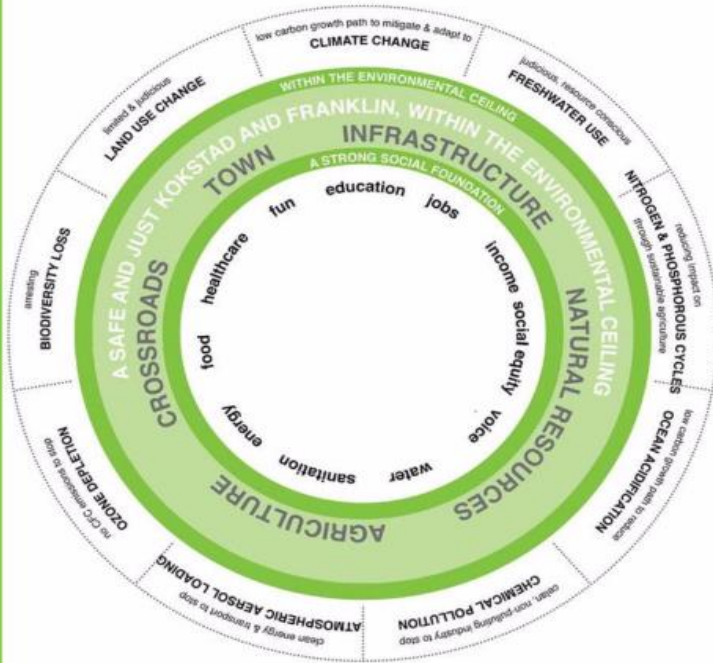 low carbon growth path to mitigate & adapt to
CLIMATE CHANGE
judicious, resource conscious
FRESHWATER USE
reducing impact on
NITROGEN & PHOSPHOROUS CYCLES
through sustainable agriculture
low carbon growth path to reduce
OCEAN ACIDIFICATION
celan, non-pulluting industry to stop
CHEMICAL POLLUTION
clean energy & transport to stop
ATMOSPHERIC AERSOL LOADING
no CFC emissions to stop
OZONE DEPLETION
arresting
BIODIVERSITY LOSS
limited & judicious
LAND USE CHANGE
WITHIN THE ENVIRONMENTAL CEILING
A SAFE AND JUST KOKSTAD AND FRANKLIN, WITHIN THE ENVIRONMENTAL CEILING
TOWN
INFRASTRUCTURE
NATURAL RESOURCES
AGRICULTURE
CROSSROADS
A STRONG SOCIAL FOUNDATION
education
jobs
income
social equity
voice
water
sanitation
energy
food
healthcare
fun